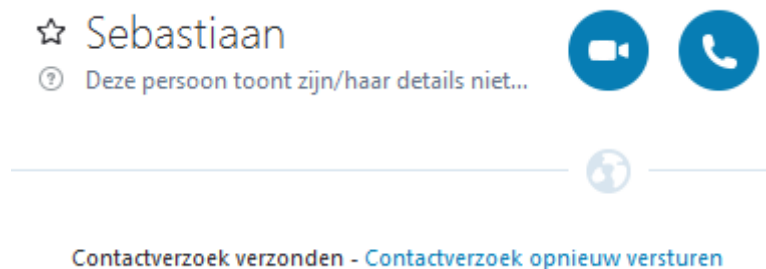 Sebastiaan
Deze persoon toont zijn/haar details niet...
Contactverzoek verzonden - Contactverzoek opnieuw versturen